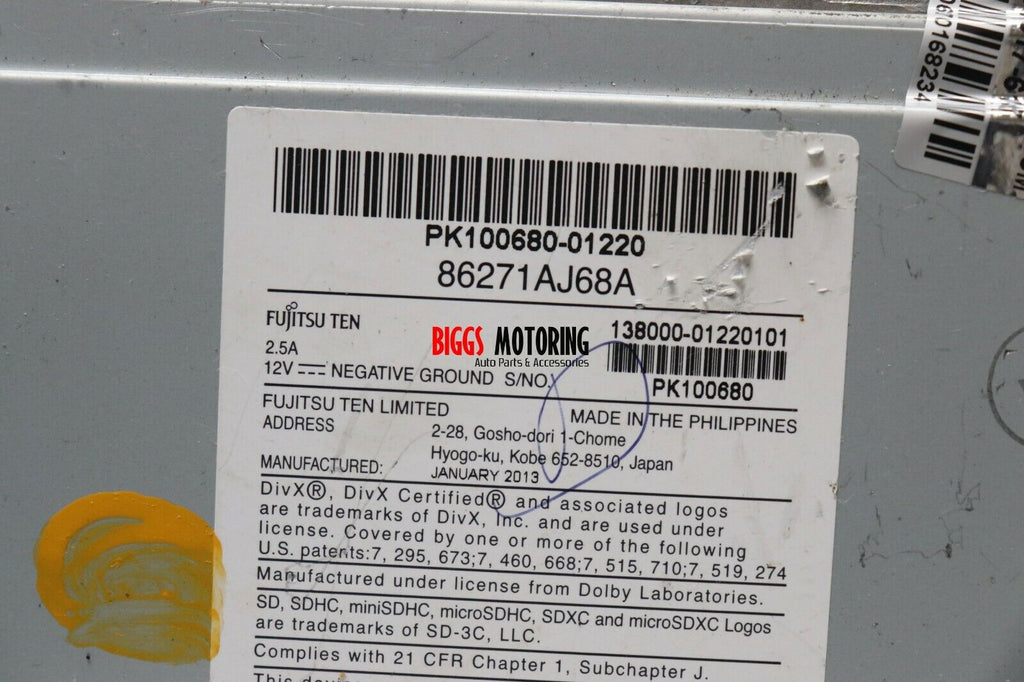 060168234
PK100680-01220
86271AJ68A
FUJITSU TEN
BIGGS MOTORING
Auto Parts & Accessories
138000-01220101
2.5A
12V NEGATIVE GROUND S/NO.
PK100680
FUJITSU TEN LIMITED
MADE IN THE PHILIPPINES
ADDRESS
2-28, Gosho-dori 1-Chome
Hyogo-ku, Kobe 652-8510, Japan
MANUFACTURED: JANUARY 2013
DivX®, DivX Certified® and associated logos
are trademarks of DivX, Inc. and are used under
license. Covered by one or more of the following
U.S. patents:7, 295, 673;7, 460, 668;7, 515, 710;7, 519, 274
Manufactured under license from Dolby Laboratories.
SD, SDHC, miniSDHC, microSDHC, SDXC and microSDXC Logos
are trademarks of SD-3C, LLC.
Complies with 21 CFR Chapter 1, Subchapter J.
This